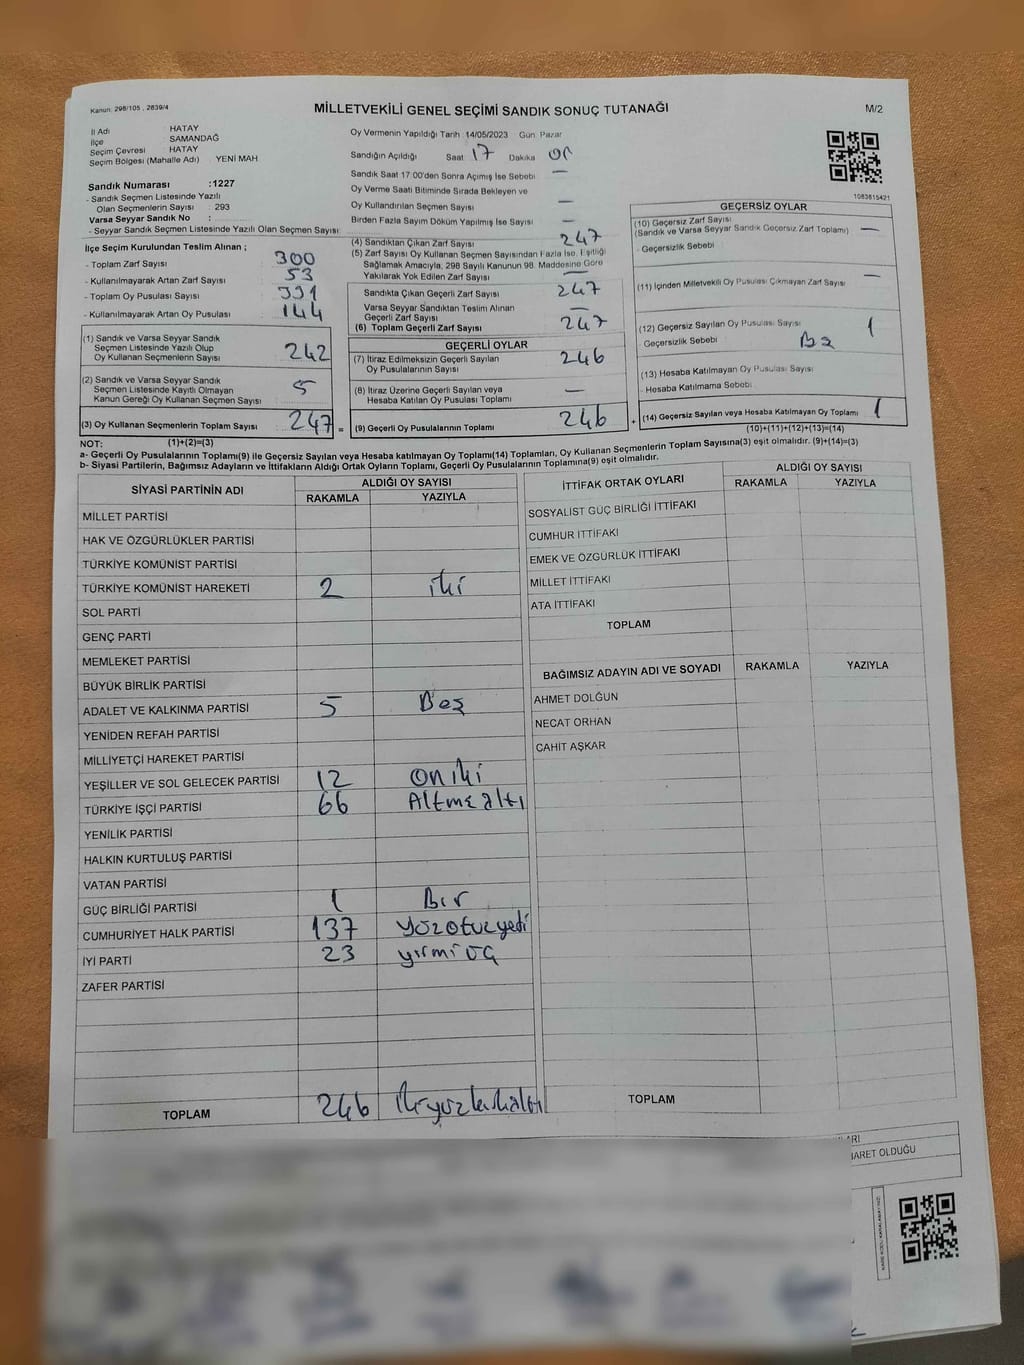 Kanun: 298/105 , 2839/4
MİLLETVEKİLİ GENEL SEÇİMİ SANDIK SONUÇ TUTANAĞI
M/2
İl Adı HATAY
İlçe SAMANDAĞ
Seçim Çevresi HATAY
Seçim Bölgesi (Mahalle Adı) YENİ MAH
Sandık Numarası :1227
- Sandık Seçmen Listesinde Yazılı
Olan Seçmenlerin Sayısı : 293
Varsa Seyyar Sandık No :
- Seyyar Sandık Seçmen Listesinde Yazılı Olan Seçmen Sayısı:
Oy Vermenin Yapıldığı Tarih 14/05/2023 Gün Pazar
Sandığın Açıldığı Saat 17 Dakika
Sandık Saat 17:00'den Sonra Açımış İse Sebebi —
Oy Verme Saati Bitiminde Sırada Bekleyen ve
Oy Kullandırılan Seçmen Sayısı —
Birden Fazla Sayım Döküm Yapılmış İse Sayısı —
1083815421
İlçe Seçim Kurulundan Teslim Alınan ;
- Toplam Zarf Sayısı : 300
- Kullanılmayarak Artan Zarf Sayısı : 53
- Toplam Oy Pusulası Sayısı : 391
- Kullanılmayarak Artan Oy Pusulası : 144
(1) Sandık ve Varsa Seyyar Sandık
Seçmen Listesinde Yazılı Olup
Oy Kullanan Seçmenlerin Sayısı : 242
(2) Sandık ve Varsa Seyyar Sandık
Seçmen Listesinde Kayıtlı Olmayan
Kanun Gereği Oy Kullanan Seçmen Sayısı : 5
(3) Oy Kullanan Seçmenlerin Toplam Sayısı : 247
(4) Sandıktan Çıkan Zarf Sayısı 247
(5) Zarf Sayısı Oy Kullanan Seçmen Sayısından Fazla İse, Eşitliği
Sağlamak Amacıyla, 298 Sayılı Kanunun 98. Maddesine Göre
Yakılarak Yok Edilen Zarf Sayısı —
Sandıkta Çıkan Geçerli Zarf Sayısı 247
Varsa Seyyar Sandıktan Teslim Alınan
Geçerli Zarf Sayısı —
(6) Toplam Geçerli Zarf Sayısı 247
GEÇERLİ OYLAR
(7) İtiraz Edilmeksizin Geçerli Sayılan
Oy Pusulalarının Sayısı 246
(8) İtiraz Üzerine Geçerli Sayılan veya
Hesaba Katılan Oy Pusulası Toplamı —
= (9) Geçerli Oy Pusulalarının Toplamı 246
GEÇERSİZ OYLAR
(10) Geçersiz Zarf Sayısı
(Sandık ve Varsa Seyyar Sandık Geçersiz Zarf Toplamı) —
- Geçersizlik Sebebi
(11) İçinden Milletvekili Oy Pusulası Çıkmayan Zarf Sayısı —
(12) Geçersiz Sayılan Oy Pusulası Sayısı 1
- Geçersizlik Sebebi
(13) Hesaba Katılmayan Oy Pusulası Sayısı
- Hesaba Katılmama Sebebi
+ (14) Geçersiz Sayılan veya Hesaba Katılmayan Oy Toplamı 1
NOT: (1)+(2)=(3)
(10)+(11)+(12)+(13)=(14)
a- Geçerli Oy Pusulalarının Toplamı(9) ile Geçersiz Sayılan veya Hesaba katılmayan Oy Toplamı(14) Toplamları, Oy Kullanan Seçmenlerin Toplam Sayısına(3) eşit olmalıdır. (9)+(14)=(3)
b- Siyasi Partilerin, Bağımsız Adayların ve İttifakların Aldığı Ortak Oyların Toplamı, Geçerli Oy Pusulalarının Toplamına(9) eşit olmalıdır.
SİYASİ PARTİNİN ADI ALDIĞI OY SAYISI
RAKAMLA YAZIYLA
MİLLET PARTİSİ
HAK VE ÖZGÜRLÜKLER PARTİSİ
TÜRKİYE KOMÜNİST PARTİSİ
TÜRKİYE KOMÜNİST HAREKETİ 2 iki
SOL PARTİ
GENÇ PARTİ
MEMLEKET PARTİSİ
BÜYÜK BİRLİK PARTİSİ
ADALET VE KALKINMA PARTİSİ 5 Beş
YENİDEN REFAH PARTİSİ
MİLLİYETÇİ HAREKET PARTİSİ
YEŞİLLER VE SOL GELECEK PARTİSİ 12 on iki
TÜRKİYE İŞÇİ PARTİSİ 66 Altmış altı
YENİLİK PARTİSİ
HALKIN KURTULUŞ PARTİSİ
VATAN PARTİSİ
GÜÇ BİRLİĞİ PARTİSİ 1 Bir
CUMHURİYET HALK PARTİSİ 137 yüzotuzyedi
İYİ PARTİ 23 yirmi üç
ZAFER PARTİSİ
TOPLAM 246 ikiyüzkırkaltı
İTTİFAK ORTAK OYLARI ALDIĞI OY SAYISI
RAKAMLA YAZIYLA
SOSYALİST GÜÇ BİRLİĞİ İTTİFAKI
CUMHUR İTTİFAKI
EMEK VE ÖZGÜRLÜK İTTİFAKI
MİLLET İTTİFAKI
ATA İTTİFAKI
TOPLAM
BAĞIMSIZ ADAYIN ADI VE SOYADI RAKAMLA YAZIYLA
AHMET DOLĞUN
NECAT ORHAN
CAHİT AŞKAR
TOPLAM
İARET OLDUĞU